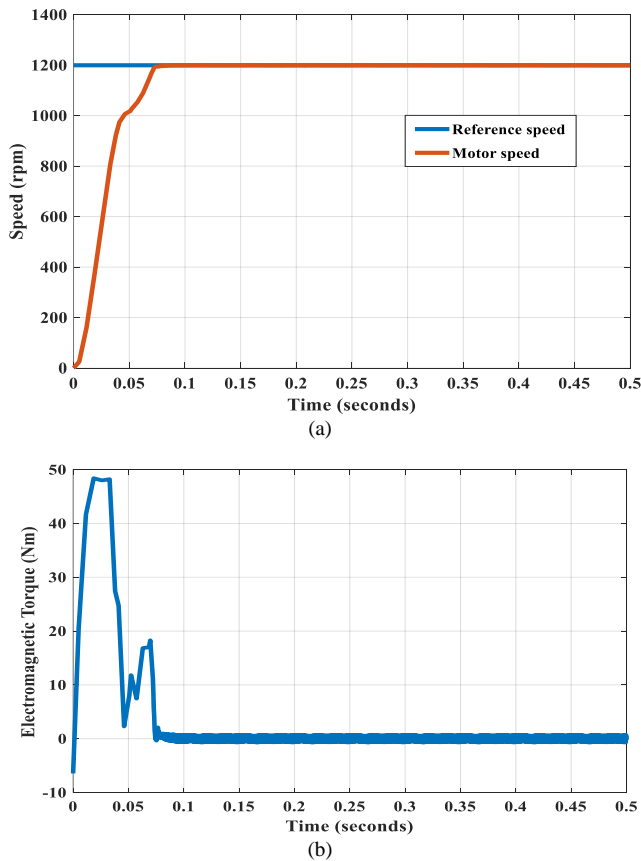 1400
1200
1000
800
600
400
200
0
Speed (rpm)
Reference speed
Motor speed
0 0.05 0.1 0.15 0.2 0.25 0.3 0.35 0.4 0.45 0.5
Time (seconds)
(a)
50
40
30
20
10
0
-10
Electromagnetic Torque (Nm)
0 0.05 0.1 0.15 0.2 0.25 0.3 0.35 0.4 0.45 0.5
Time (seconds)
(b)